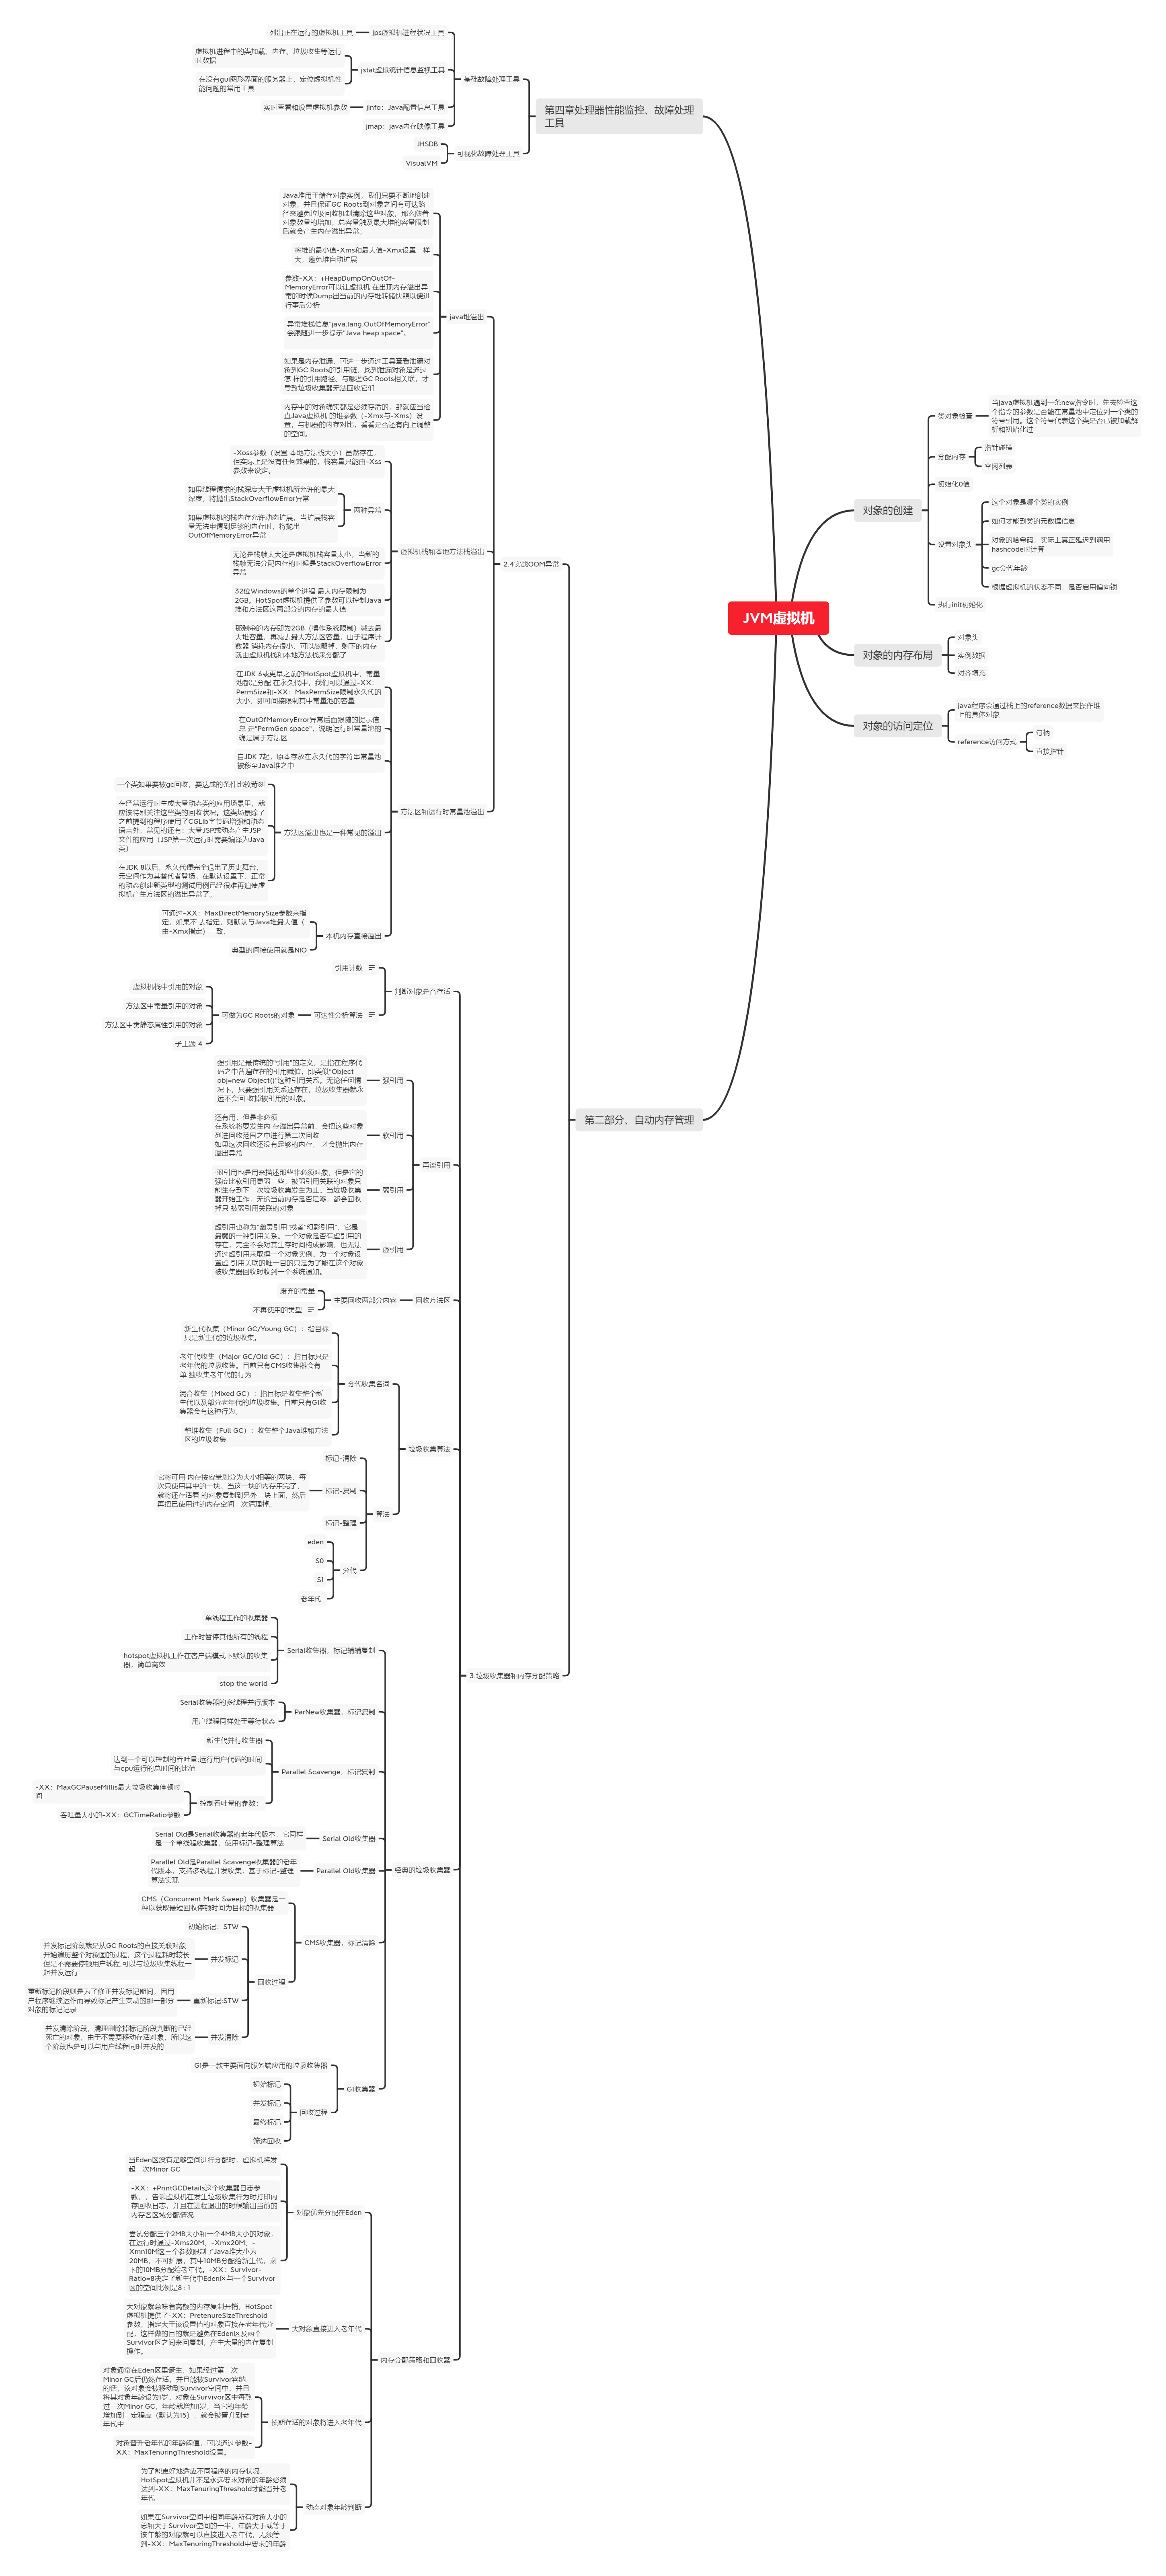 JVM虚拟机
对象的创建
类对象检查
当java虚拟机遇到一条new指令时，先去检查这
个指令的参数是否能在常量池中定位到一个类的
符号引用。这个符号代表这个类是否已被加载解
析和初始化过
分配内存
指针碰撞
空闲列表
初始化0值
设置对象头
这个对象是哪个类的实例
如何才能到类的元数据信息
对象的哈希码，实际上真正延迟到调用
hashcode时计算
gc分代年龄
根据虚拟机的状态不同，是否启用偏向锁
执行init初始化
对象的内存布局
对象头
实例数据
对齐填充
对象的访问定位
java程序会通过栈上的reference数据来操作堆
上的具体对象
reference访问方式
句柄
直接指针
第四章处理器性能监控、故障处理
工具
基础故障处理工具
jps虚拟机进程状况工具
列出正在运行的虚拟机工具
jstat虚拟统计信息监视工具
虚拟机进程中的类加载、内存、垃圾收集等运行
时数据
在没有gui图形界面的服务器上，定位虚拟机性
能问题的常用工具
jinfo：Java配置信息工具
实时查看和设置虚拟机参数
jmap：java内存映像工具
可视化故障处理工具
JHSDB
VisualVM
第二部分、自动内存管理
2.4实战OOM异常
java堆溢出
Java堆用于储存对象实例，我们只要不断地创建
对象，并且保证GC Roots到对象之间有可达路
径来避免垃圾回收机制清除这些对象，那么随着
对象数量的增加，总容量触及最大堆的容量限制
后就会产生内存溢出异常。
将堆的最小值-Xms和最大值-Xmx设置一样
大，避免堆自动扩展
参数-XX：+HeapDumpOnOutOf-
MemoryError可以让虚拟机 在出现内存溢出异
常的时候Dump出当前的内存堆转储快照以便进
行事后分析
异常堆栈信息“java.lang.OutOfMemoryError”
会跟随进一步提示“Java heap space”。
如果是内存泄漏，可进一步通过工具查看泄漏对
象到GC Roots的引用链，找到泄漏对象是通过
怎 样的引用路径、与哪些GC Roots相关联，才
导致垃圾收集器无法回收它们
内存中的对象确实都是必须存活的，那就应当检
查Java虚拟机 的堆参数（-Xmx与-Xms）设
置，与机器的内存对比，看看是否还有向上调整
的空间。
虚拟机栈和本地方法栈溢出
-Xoss参数（设置 本地方法栈大小）虽然存在，
但实际上是没有任何效果的，栈容量只能由-Xss
参数来设定。
两种异常
如果线程请求的栈深度大于虚拟机所允许的最大
深度，将抛出StackOverflowError异常
如果虚拟机的栈内存允许动态扩展，当扩展栈容
量无法申请到足够的内存时，将抛出
OutOfMemoryError异常
无论是栈帧太大还是虚拟机栈容量太小，当新的
栈帧无法分配内存的时候是StackOverflowError
异常
32位Windows的单个进程 最大内存限制为
2GB。HotSpot虚拟机提供了参数可以控制Java
堆和方法区这两部分的内存的最大值
那剩余的内存即为2GB（操作系统限制）减去最
大堆容量，再减去最大方法区容量，由于程序计
数器 消耗内存很小，可以忽略掉，剩下的内存
就由虚拟机栈和本地方法栈来分配了
方法区和运行时常量池溢出
在JDK 6或更早之前的HotSpot虚拟机中，常量
池都是分配 在永久代中，我们可以通过-XX：
PermSize和-XX：MaxPermSize限制永久代的
大小，即可间接限制其中常量池的容量
在OutOfMemoryError异常后面跟随的提示信
息 是“PermGen space”，说明运行时常量池的
确是属于方法区
自JDK 7起，原本存放在永久代的字符串常量池
被移至Java堆之中
方法区溢出也是一种常见的溢出
一个类如果要被gc回收，要达成的条件比较苛刻
在经常运行时生成大量动态类的应用场景里，就
应该特别关注这些类的回收状况。这类场景除了
之前提到的程序使用了CGLib字节码增强和动态
语言外，常见的还有：大量JSP或动态产生JSP
文件的应用（JSP第一次运行时需要编译为Java
类）
在JDK 8以后，永久代便完全退出了历史舞台，
元空间作为其替代者登场。在默认设置下，正常
的动态创建新类型的测试用例已经很难再迫使虚
拟机产生方法区的溢出异常了。
本机内存直接溢出
可通过-XX：MaxDirectMemorySize参数来指
定，如果不 去指定，则默认与Java堆最大值（
由-Xmx指定）一致，
典型的间接使用就是NIO
3.垃圾收集器和内存分配策略
判断对象是否存活
引用计数
可达性分析算法
可做为GC Roots的对象
虚拟机栈中引用的对象
方法区中常量引用的对象
方法区中类静态属性引用的对象
子主题 4
再谈引用
强引用
强引用是最传统的“引用”的定义，是指在程序代
码之中普遍存在的引用赋值，即类似“Object
obj=new Object()”这种引用关系。无论任何情
况下，只要强引用关系还存在，垃圾收集器就永
远不会回 收掉被引用的对象。
软引用
还有用，但是非必须
在系统将要发生内 存溢出异常前，会把这些对象
列进回收范围之中进行第二次回收
如果这次回收还没有足够的内存， 才会抛出内存
溢出异常
弱引用
·弱引用也是用来描述那些非必须对象，但是它的
强度比软引用更弱一些，被弱引用关联的对象只
能生存到下一次垃圾收集发生为止。当垃圾收集
器开始工作，无论当前内存是否足够，都会回收
掉只 被弱引用关联的对象
虚引用
虚引用也称为“幽灵引用”或者“幻影引用”，它是
最弱的一种引用关系。一个对象是否有虚引用的
存在，完全不会对其生存时间构成影响，也无法
通过虚引用来取得一个对象实例。为一个对象设
置虚 引用关联的唯一目的只是为了能在这个对象
被收集器回收时收到一个系统通知。
回收方法区
主要回收两部分内容
废弃的常量
不再使用的类型
垃圾收集算法
分代收集名词
新生代收集（Minor GC/Young GC）：指目标
只是新生代的垃圾收集。
老年代收集（Major GC/Old GC）：指目标只是
老年代的垃圾收集。目前只有CMS收集器会有
单 独收集老年代的行为
混合收集（Mixed GC）：指目标是收集整个新
生代以及部分老年代的垃圾收集。目前只有G1收
集器会有这种行为。
整堆收集（Full GC）：收集整个Java堆和方法
区的垃圾收集
算法
标记-清除
标记-复制
它将可用 内存按容量划分为大小相等的两块，每
次只使用其中的一块。当这一块的内存用完了，
就将还存活着 的对象复制到另外一块上面，然后
再把已使用过的内存空间一次清理掉。
标记-整理
分代
eden
S0
S1
老年代
经典的垃圾收集器
Serial收集器，标记辅辅复制
单线程工作的收集器
工作时暂停其他所有的线程
hotspot虚拟机工作在客户端模式下默认的收集
器，简单高效
stop the world
ParNew收集器，标记复制
Serial收集器的多线程并行版本
用户线程同样处于等待状态
Parallel Scavenge，标记复制
新生代并行收集器
达到一个可以控制的吞吐量:运行用户代码的时间
与cpu运行的总时间的比值
控制吞吐量的参数：
-XX：MaxGCPauseMillis最大垃圾收集停顿时
间
吞吐量大小的-XX：GCTimeRatio参数
Serial Old收集器
Serial Old是Serial收集器的老年代版本，它同样
是一个单线程收集器，使用标记-整理算法
Parallel Old收集器
Parallel Old是Parallel Scavenge收集器的老年
代版本，支持多线程并发收集，基于标记-整理
算法实现
CMS收集器，标记清除
CMS（Concurrent Mark Sweep）收集器是一
种以获取最短回收停顿时间为目标的收集器
回收过程
初始标记：STW
并发标记
并发标记阶段就是从GC Roots的直接关联对象
开始遍历整个对象图的过程，这个过程耗时较长
但是不需要停顿用户线程,可以与垃圾收集线程一
起并发运行
重新标记:STW
重新标记阶段则是为了修正并发标记期间，因用
户程序继续运作而导致标记产生变动的那一部分
对象的标记记录
并发清除
并发清除阶段，清理删除掉标记阶段判断的已经
死亡的对象，由于不需要移动存活对象，所以这
个阶段也是可以与用户线程同时并发的
G1收集器
G1是一款主要面向服务端应用的垃圾收集器
回收过程
初始标记
并发标记
最终标记
筛选回收
内存分配策略和回收器
对象优先分配在Eden
当Eden区没有足够空间进行分配时，虚拟机将发
起一次Minor GC
-XX：+PrintGCDetails这个收集器日志参
数，，告诉虚拟机在发生垃圾收集行为时打印内
存回收日志，并且在进程退出的时候输出当前的
内存各区域分配情况
尝试分配三个2MB大小和一个4MB大小的对象，
在运行时通过-Xms20M、-Xmx20M、-
Xmn10M这三个参数限制了Java堆大小为
20MB，不可扩展，其中10MB分配给新生代，剩
下的10MB分配给老年代。-XX：Survivor-
Ratio=8决定了新生代中Eden区与一个Survivor
区的空间比例是8∶1
大对象直接进入老年代
大对象就意味着高额的内存复制开销，HotSpot
虚拟机提供了-XX：PretenureSizeThreshold
参数，指定大于该设置值的对象直接在老年代分
配，这样做的目的就是避免在Eden区及两个
Survivor区之间来回复制，产生大量的内存复制
操作。
长期存活的对象将进入老年代
对象通常在Eden区里诞生，如果经过第一次
Minor GC后仍然存活，并且能被Survivor容纳
的话，该对象会被移动到Survivor空间中，并且
将其对象年龄设为1岁。对象在Survivor区中每熬
过一次Minor GC，年龄就增加1岁，当它的年龄
增加到一定程度（默认为15），就会被晋升到老
年代中
对象晋升老年代的年龄阈值，可以通过参数-
XX：MaxTenuringThreshold设置。
动态对象年龄判断
为了能更好地适应不同程序的内存状况，
HotSpot虚拟机并不是永远要求对象的年龄必须
达到-XX：MaxTenuringThreshold才能晋升老
年代
如果在Survivor空间中相同年龄所有对象大小的
总和大于Survivor空间的一半，年龄大于或等于
该年龄的对象就可以直接进入老年代，无须等
到-XX：MaxTenuringThreshold中要求的年龄